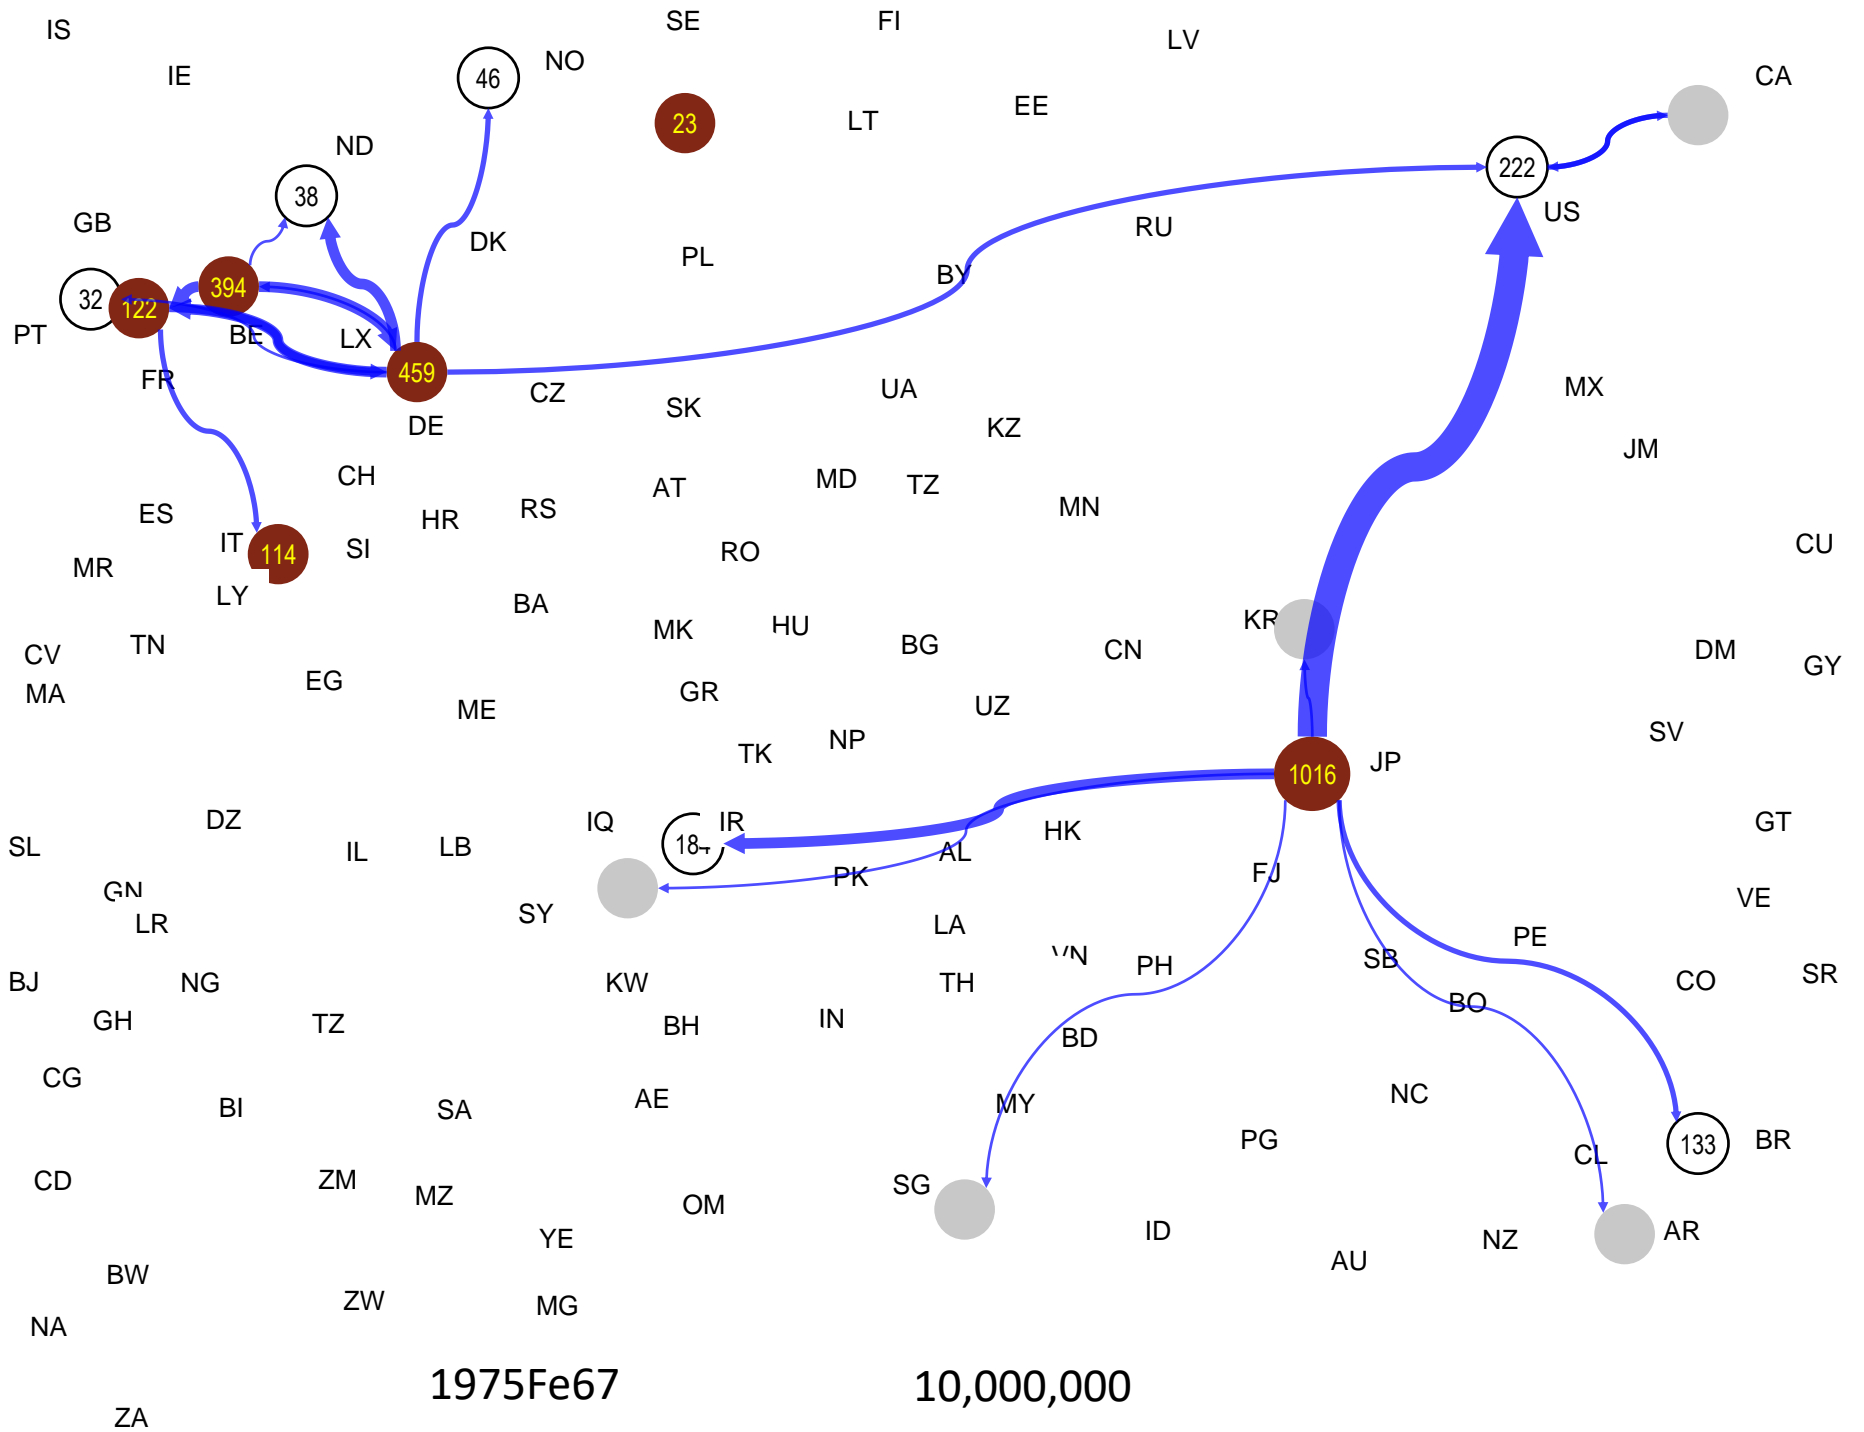 IS
SE
FI
LV
IE
46
NO
CA
23
LT
EE
ND
38
222
US
GB
DK
PL
RU
BY
394
32
122
PT
BE
LX
FR
459
CZ
UA
MX
DE
SK
KZ
JM
CH
AT
MD
TZ
MN
ES
HR
RS
IT
114
SI
RO
CU
MR
LY
BA
KR
TN
MK
HU
BG
CN
DM
CV
GY
MA
EG
ME
GR
UZ
TK
NP
SV
JP
1016
DZ
IQ
IR
HK
GT
SL
IL
LB
184
AL
PK
FJ
GN
VE
LR
SY
LA
PE
VN
PH
SB
BJ
NG
KW
TH
CO
SR
BO
GH
TZ
BH
IN
BD
CG
BI
SA
AE
MY
NC
PG
133
BR
CL
CD
ZM
MZ
SG
OM
YE
ID
NZ
AR
BW
AU
ZW
MG
NA
1975Fe67
10,000,000
ZA